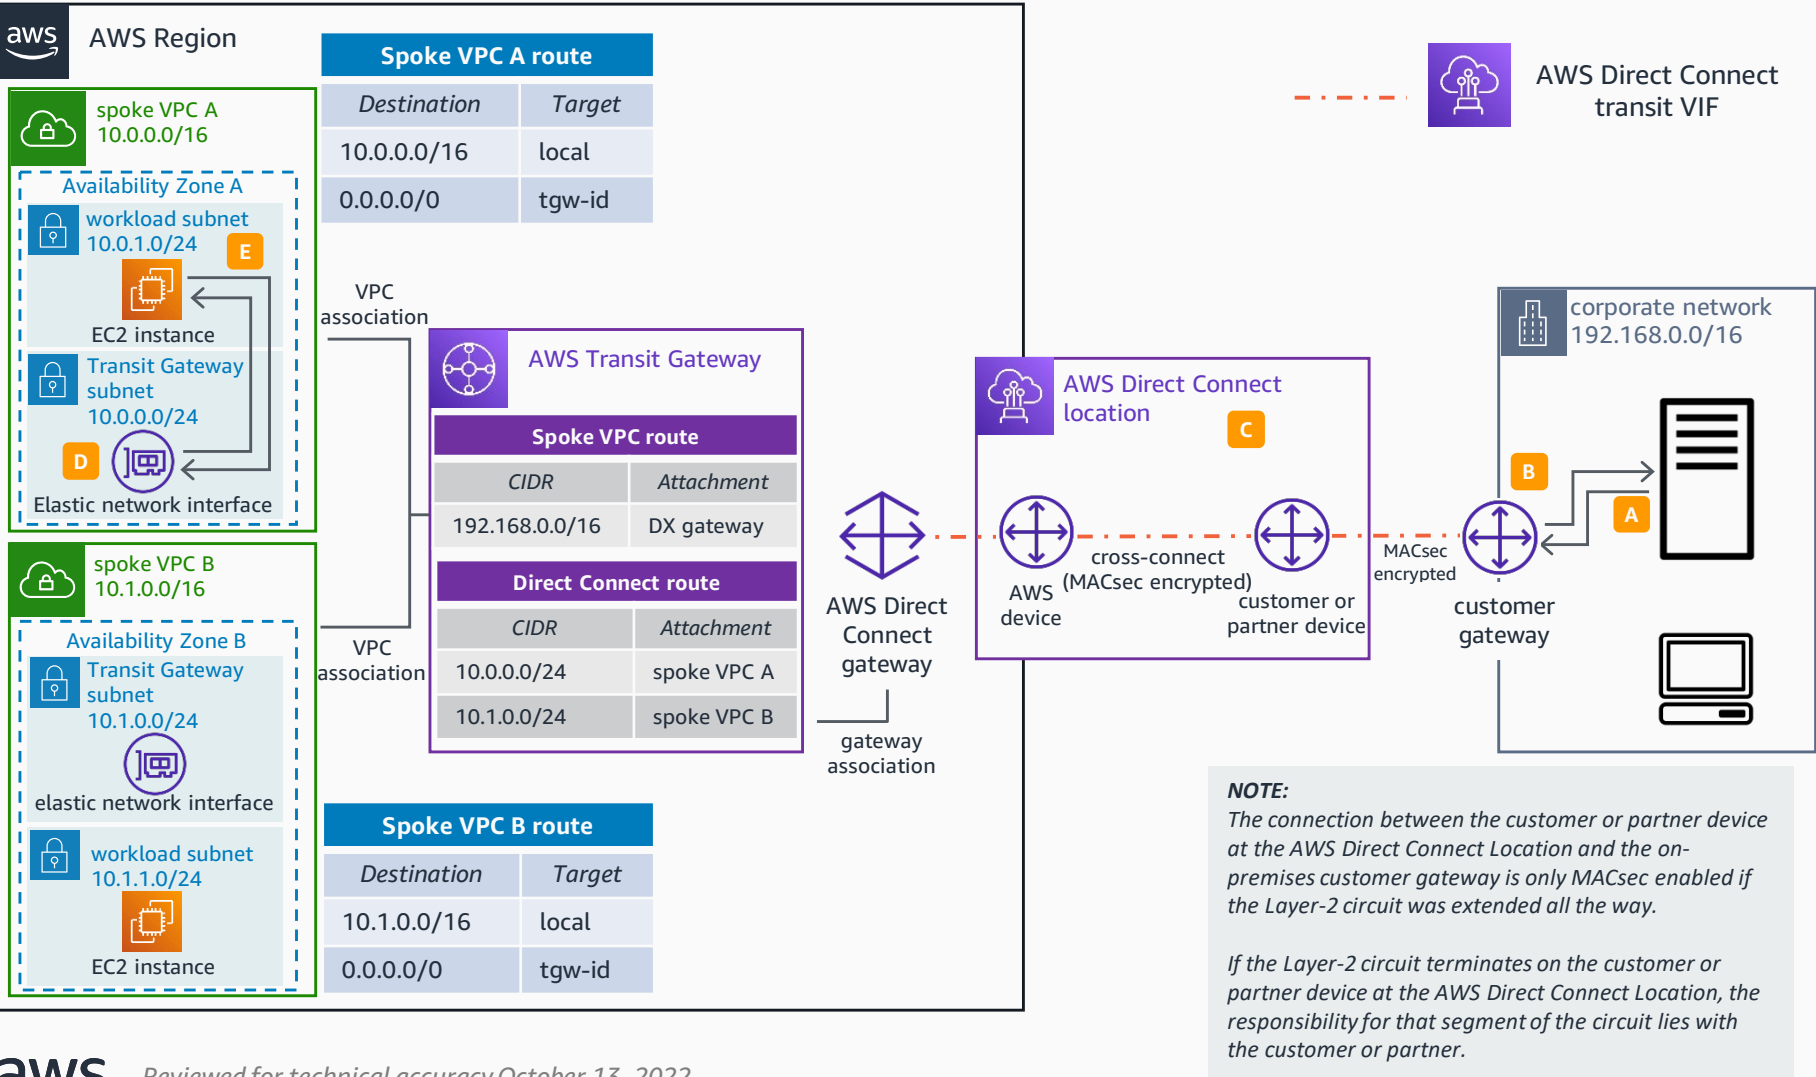 aws
AWS Region
Spoke VPC A route
Destination
Target
10.0.0.0/16
local
0.0.0.0/0
tgw-id
AWS Direct Connect
transit VIF
spoke VPC A
10.0.0.0/16
Availability Zone A
workload subnet
10.0.1.0/24
E
EC2 instance
Transit Gateway
subnet
10.0.0.0/24
D
Elastic network interface
VPC
association
AWS Transit Gateway
Spoke VPC route
CIDR
Attachment
192.168.0.0/16
DX gateway
Direct Connect route
CIDR
Attachment
10.0.0.0/24
spoke VPC A
10.1.0.0/24
spoke VPC B
VPC
association
spoke VPC B
10.1.0.0/16
Availability Zone B
Transit Gateway
subnet
10.1.0.0/24
elastic network interface
workload subnet
10.1.1.0/24
EC2 instance
Spoke VPC B route
Destination
Target
10.1.0.0/16
local
0.0.0.0/0
tgw-id
AWS Direct
Connect
gateway
gateway
association
AWS Direct Connect
location
C
AWS
device
cross-connect
(MACsec encrypted)
customer or
partner device
MACsec
encrypted
corporate network
192.168.0.0/16
B
A
customer
gateway
NOTE:
The connection between the customer or partner device
at the AWS Direct Connect Location and the on-
premises customer gateway is only MACsec enabled if
the Layer-2 circuit was extended all the way.
If the Layer-2 circuit terminates on the customer or
partner device at the AWS Direct Connect Location, the
responsibility for that segment of the circuit lies with
the customer or partner.
aws
Reviewed for technical accuracy October 13, 2022